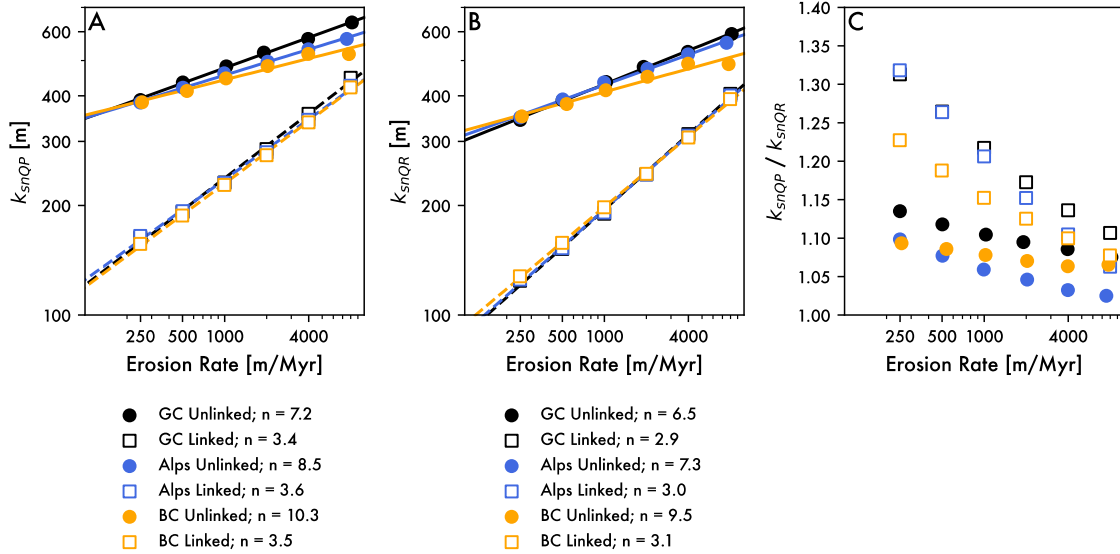 A
600
400
300
200
100
k_snQP [m]
250 500 1000 4000
Erosion Rate [m/Myr]
B
600
400
300
200
100
k_snQR [m]
250 500 1000 4000
Erosion Rate [m/Myr]
C
1.40
1.35
1.30
1.25
1.20
1.15
1.10
1.05
1.00
k_snQP / k_snQR
250 500 1000 4000
Erosion Rate [m/Myr]
GC Unlinked; n = 7.2
GC Linked; n = 3.4
Alps Unlinked; n = 8.5
Alps Linked; n = 3.6
BC Unlinked; n = 10.3
BC Linked; n = 3.5
GC Unlinked; n = 6.5
GC Linked; n = 2.9
Alps Unlinked; n = 7.3
Alps Linked; n = 3.0
BC Unlinked; n = 9.5
BC Linked; n = 3.1